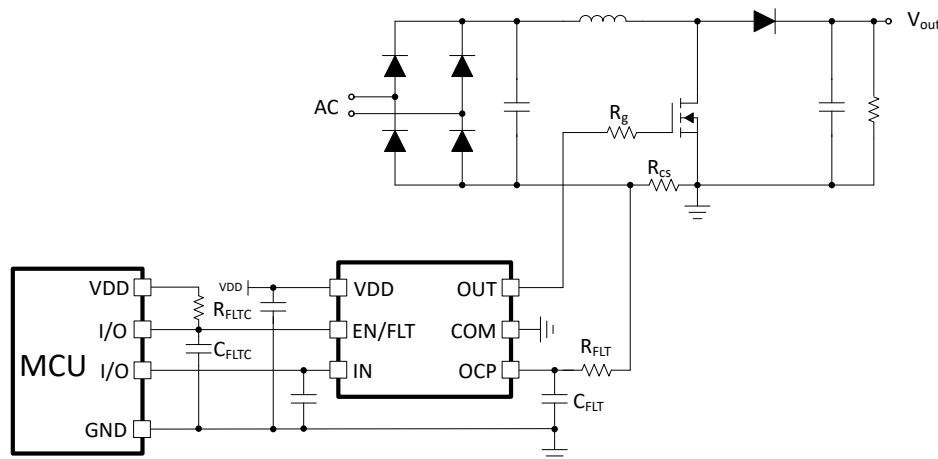 V_out
AC
R_g
R_cs
VDD
VDD
VDD
OUT
R_FLTC
I/O
EN/FLT
COM
C_FLTC
R_FLT
MCU
I/O
IN
OCP
C_FLT
GND